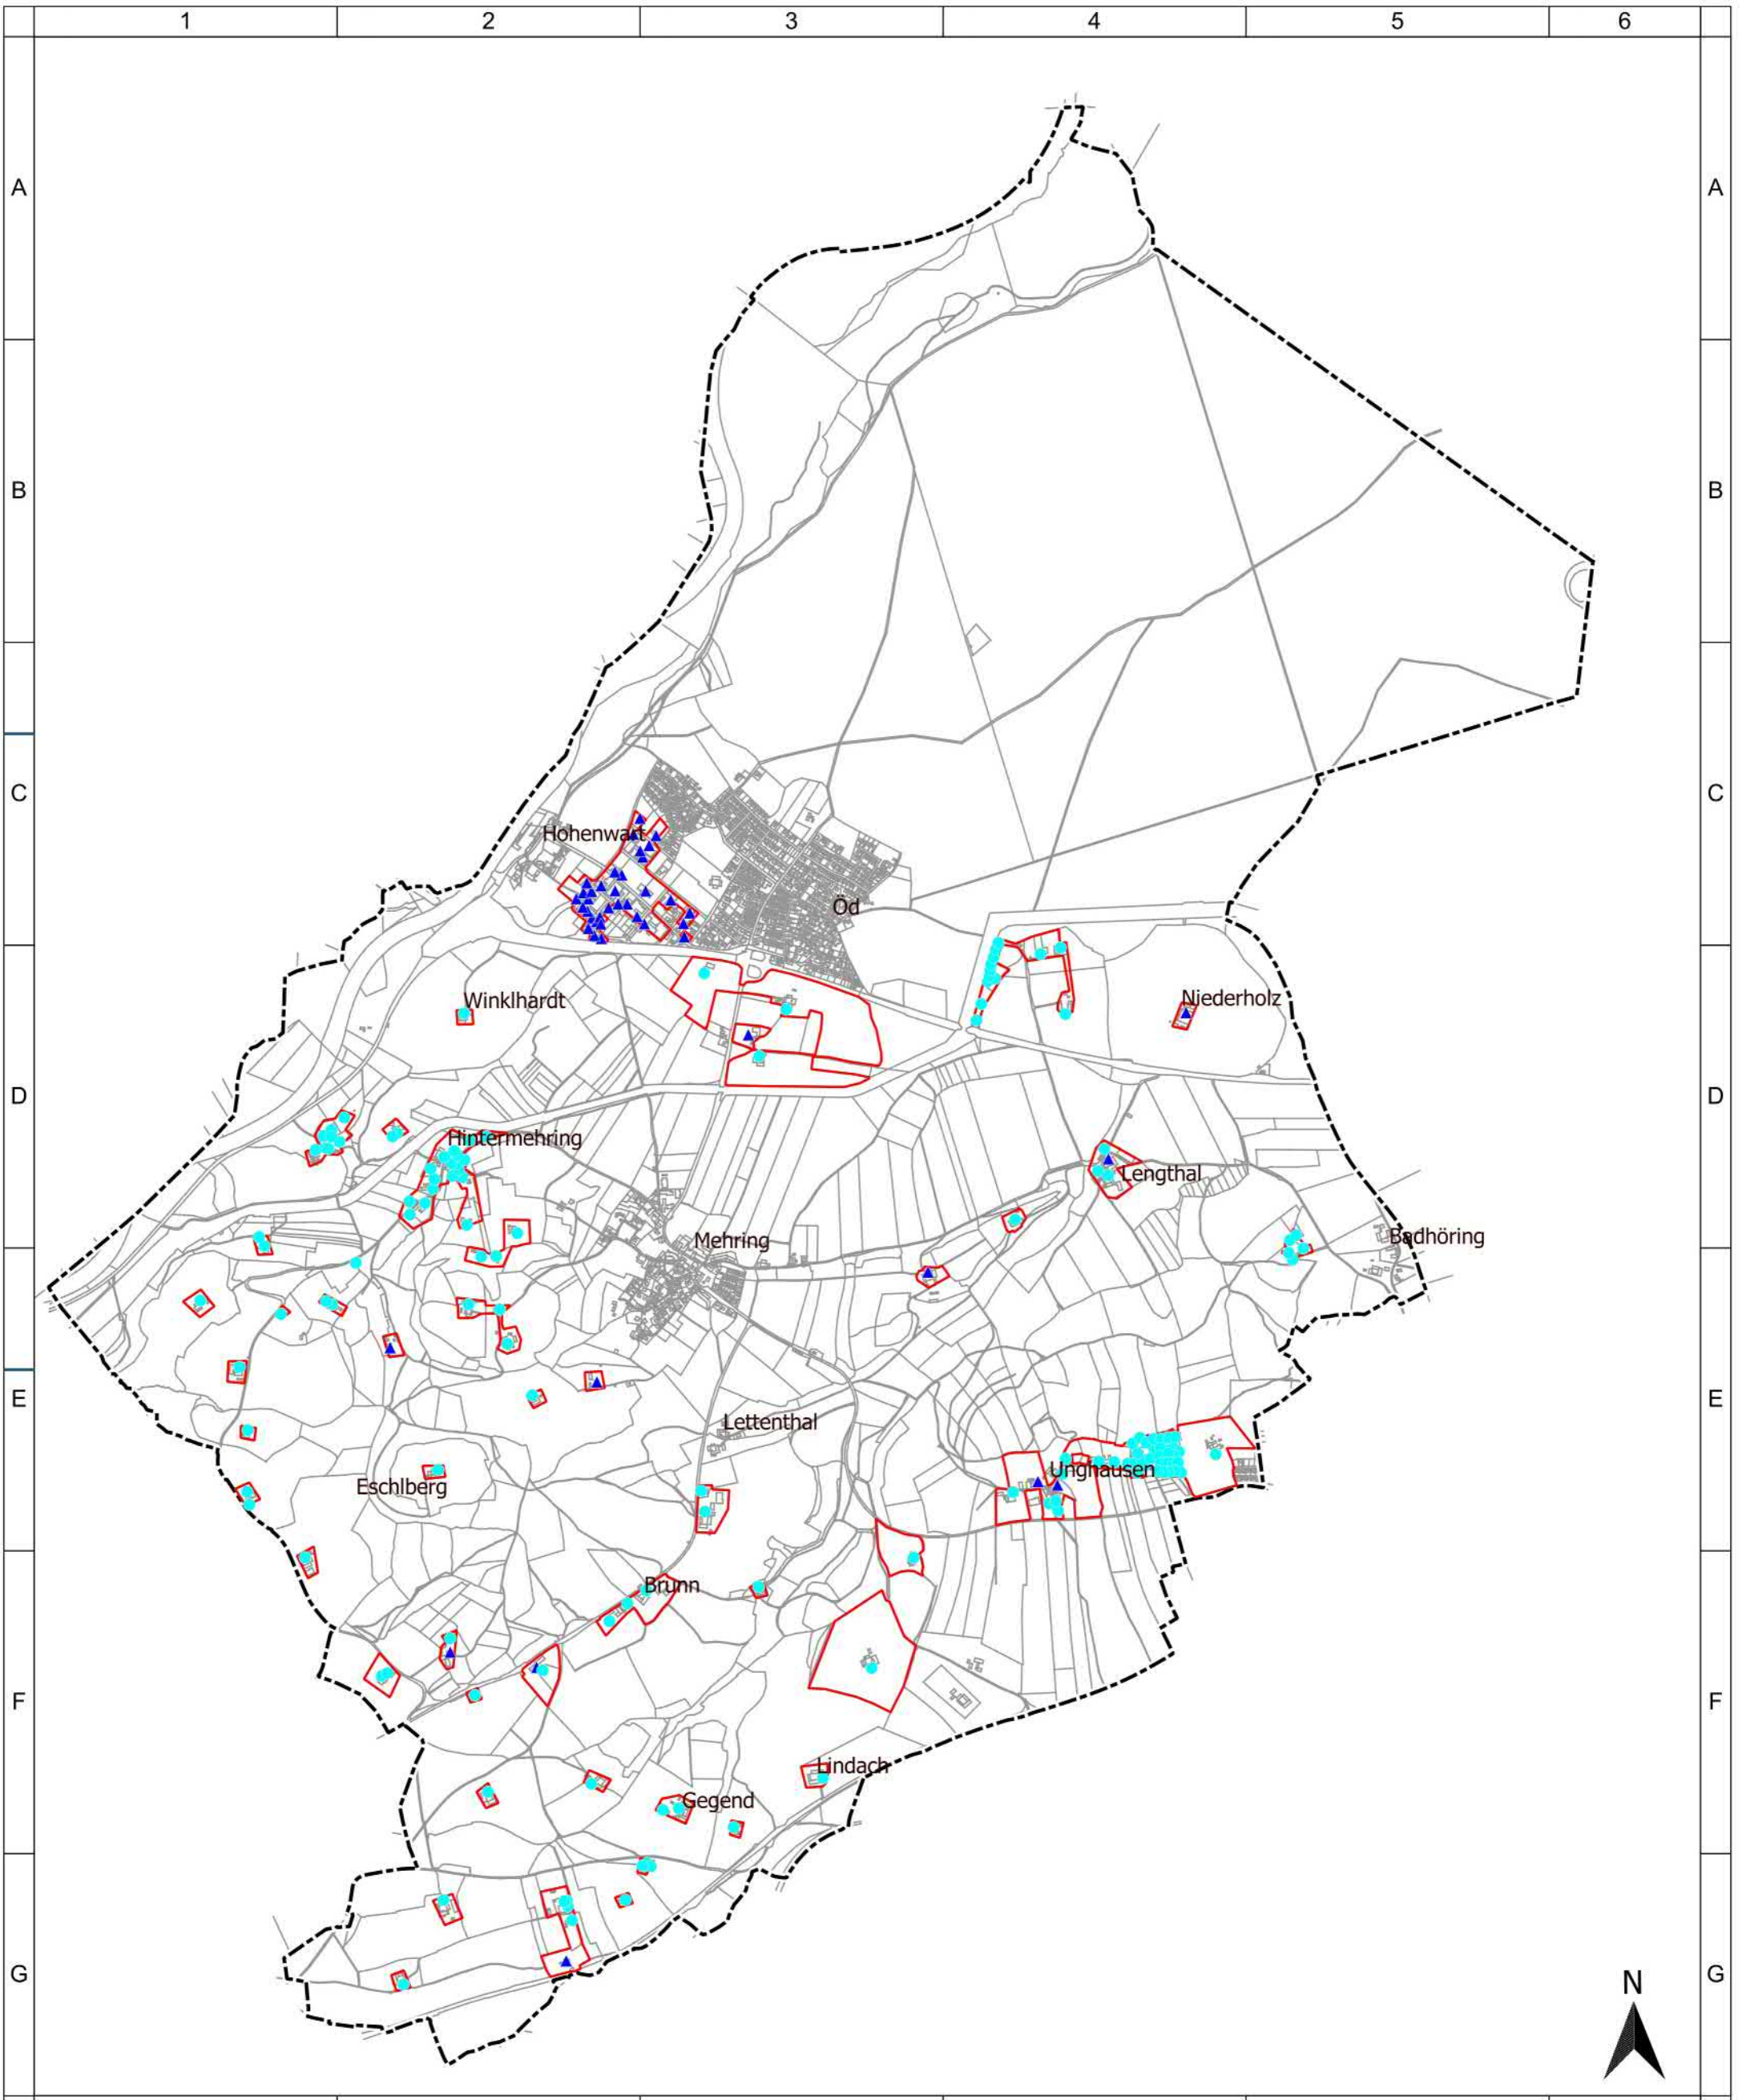 1 2 3 4 5 6
A A
B B
C C
Hohenwart
Öd
Winklhardt
Niederholz
D D
Hintermehring
Lengthal
Mehring
Badhöring
E E
Lettenthal
Unghausen
Eschlberg
Brunn
F F
Lindach
Gegend
G G
N